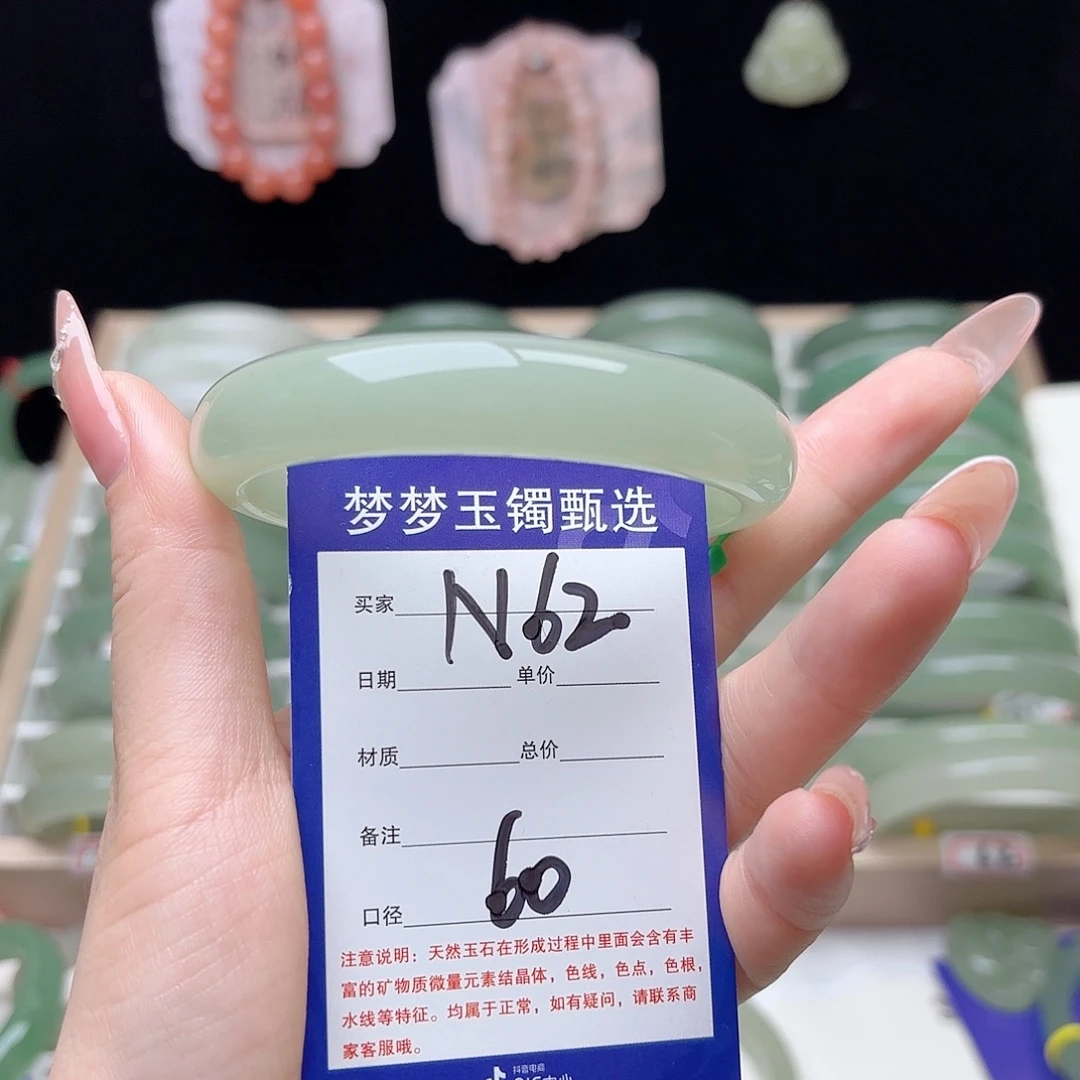 梦梦玉镯甄选
买家 N62
日期 单价
材质 总价
备注
口径 60
注意说明：天然玉石在形成过程中里面会含有丰
富的矿物质微量元素结晶体，色线，色点，色根，
水线等特征。均属于正常，如有疑问，请联系商
家客服哦。
抖音电商